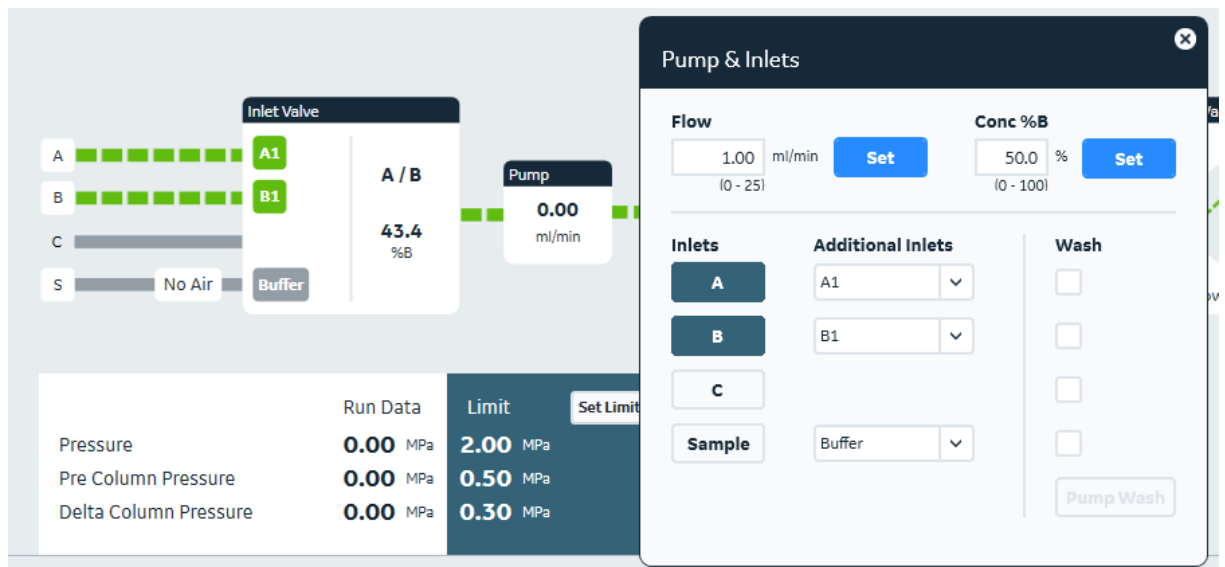 Inlet Valve
A
A1
B
B1
C
S
No Air
Buffer
A / B
43.4
%B
Pump
0.00
ml/min
Run Data
Limit
Set Limit
Pressure
0.00 MPa
2.00 MPa
Pre Column Pressure
0.00 MPa
0.50 MPa
Delta Column Pressure
0.00 MPa
0.30 MPa
Pump & Inlets
Flow
Conc %B
1.00 ml/min Set
50.0 % Set
(0 - 25)
(0 - 100)
Inlets
Additional Inlets
Wash
A
A1
B
B1
C
Sample
Buffer
Pump Wash